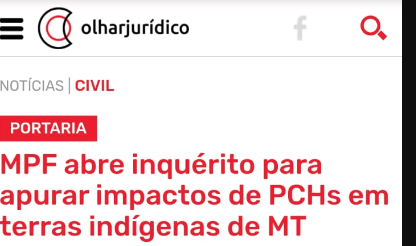 olharjurídico
NOTÍCIAS | CIVIL
PORTARIA
MPF abre inquérito para
apurar impactos de PCHs em
terras indígenas de MT